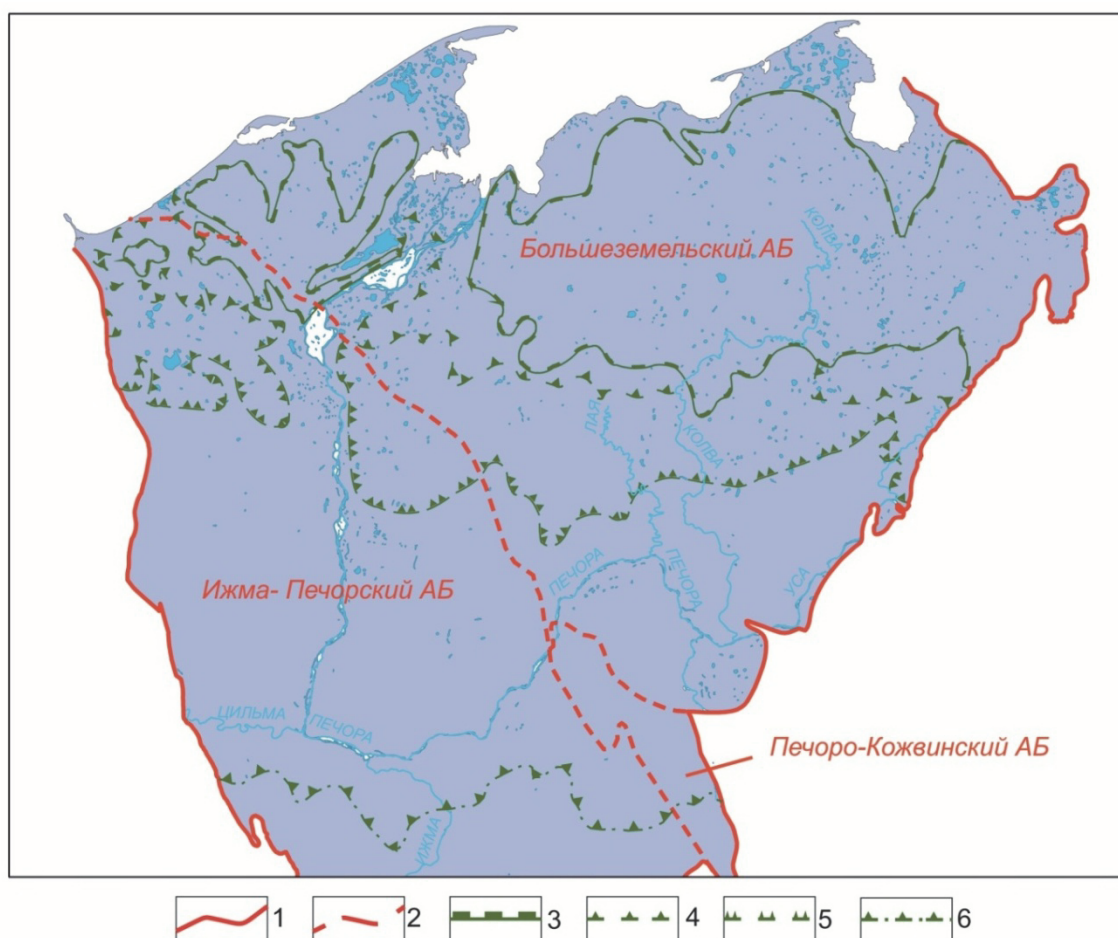 КОЛВА
Большеземельский АБ
ЛАЯ
КОЛВА
ПЕЧОРА
ПЕЧОРА
УСА
Ижма- Печорский АБ
ЦИЛЬМА
ПЕЧОРА
Печоро-Кожвинский АБ
ИЖМА
1
2
3
4
5
6